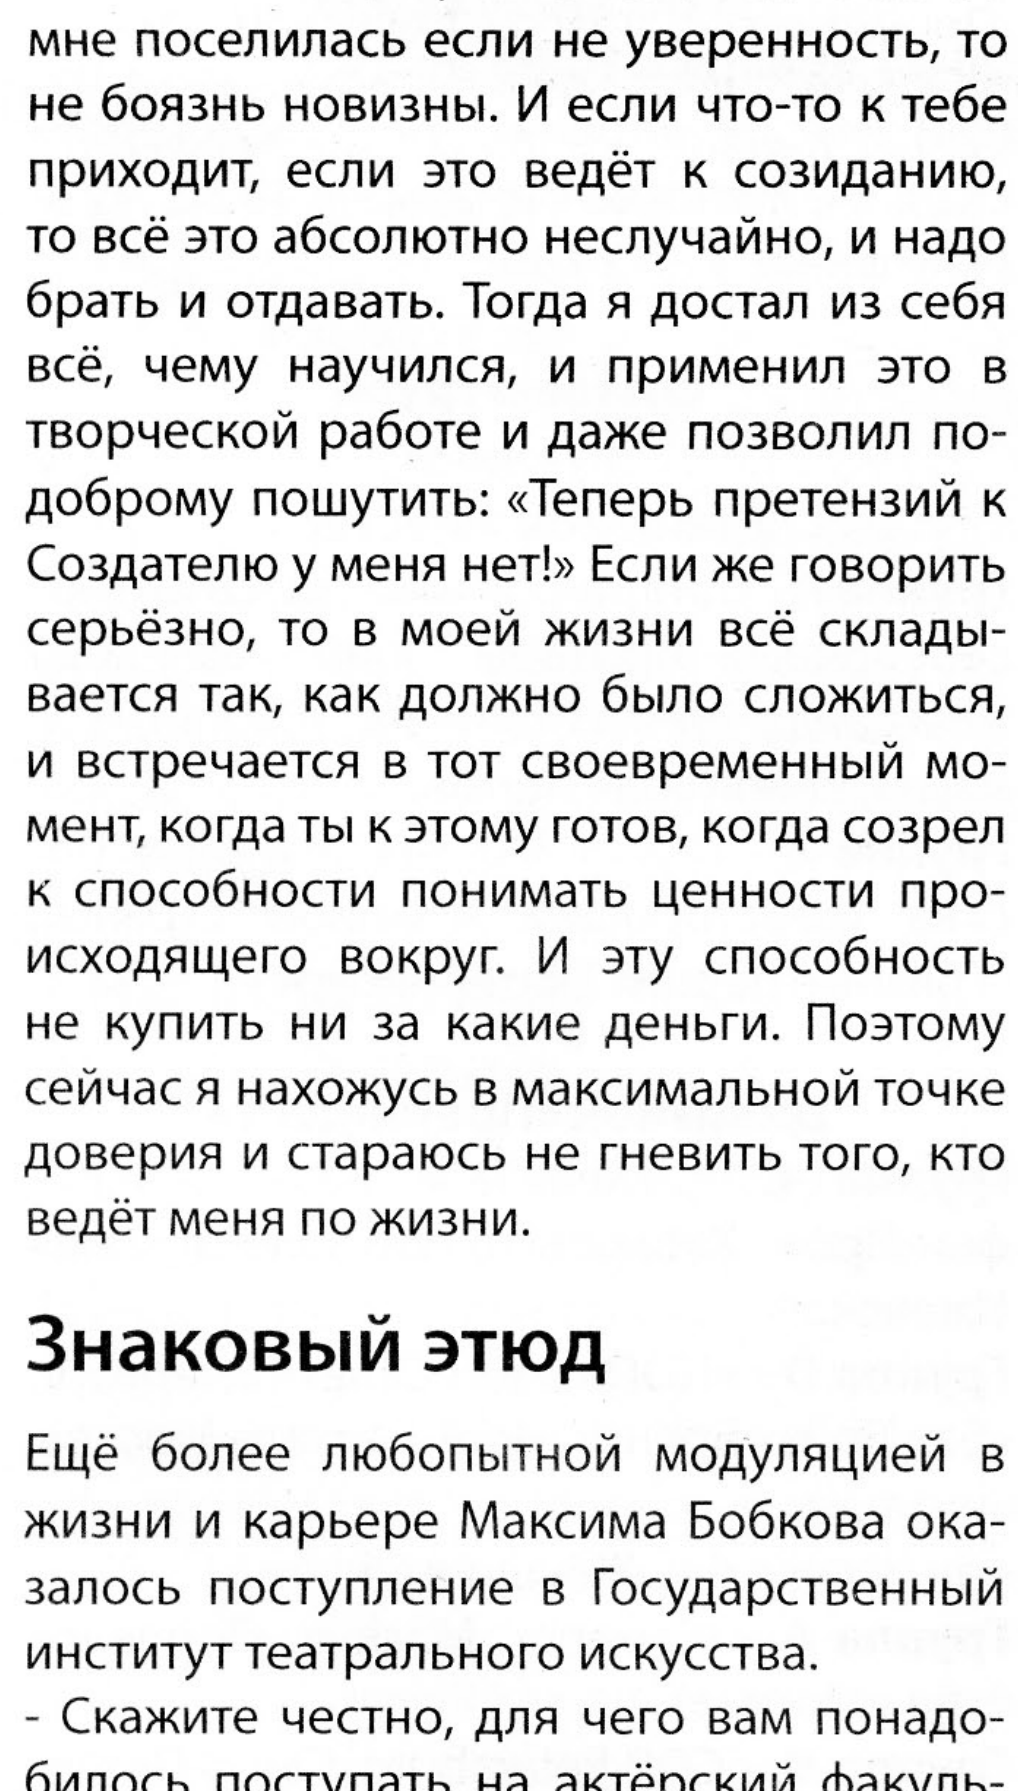 мне поселилась если не уверенность, то
не боязнь новизны. И если что-то к тебе
приходит, если это ведёт к созиданию,
то всё это абсолютно неслучайно, и надо
брать и отдавать. Тогда я достал из себя
всё, чему научился, и применил это в
творческой работе и даже позволил по-
доброму пошутить: «Теперь претензий к
Создателю у меня нет!» Если же говорить
серьёзно, то в моей жизни всё склады-
вается так, как должно было сложиться,
и встречается в тот своевременный мо-
мент, когда ты к этому готов, когда созрел
к способности понимать ценности про-
исходящего вокруг. И эту способность
не купить ни за какие деньги. Поэтому
сейчас я нахожусь в максимальной точке
доверия и стараюсь не гневить того, кто
ведёт меня по жизни.
Знаковый этюд
Ещё более любопытной модуляцией в
жизни и карьере Максима Бобкова ока-
залось поступление в Государственный
институт театрального искусства.
- Скажите честно, для чего вам понадо-
билось поступать на актёрский факуль-